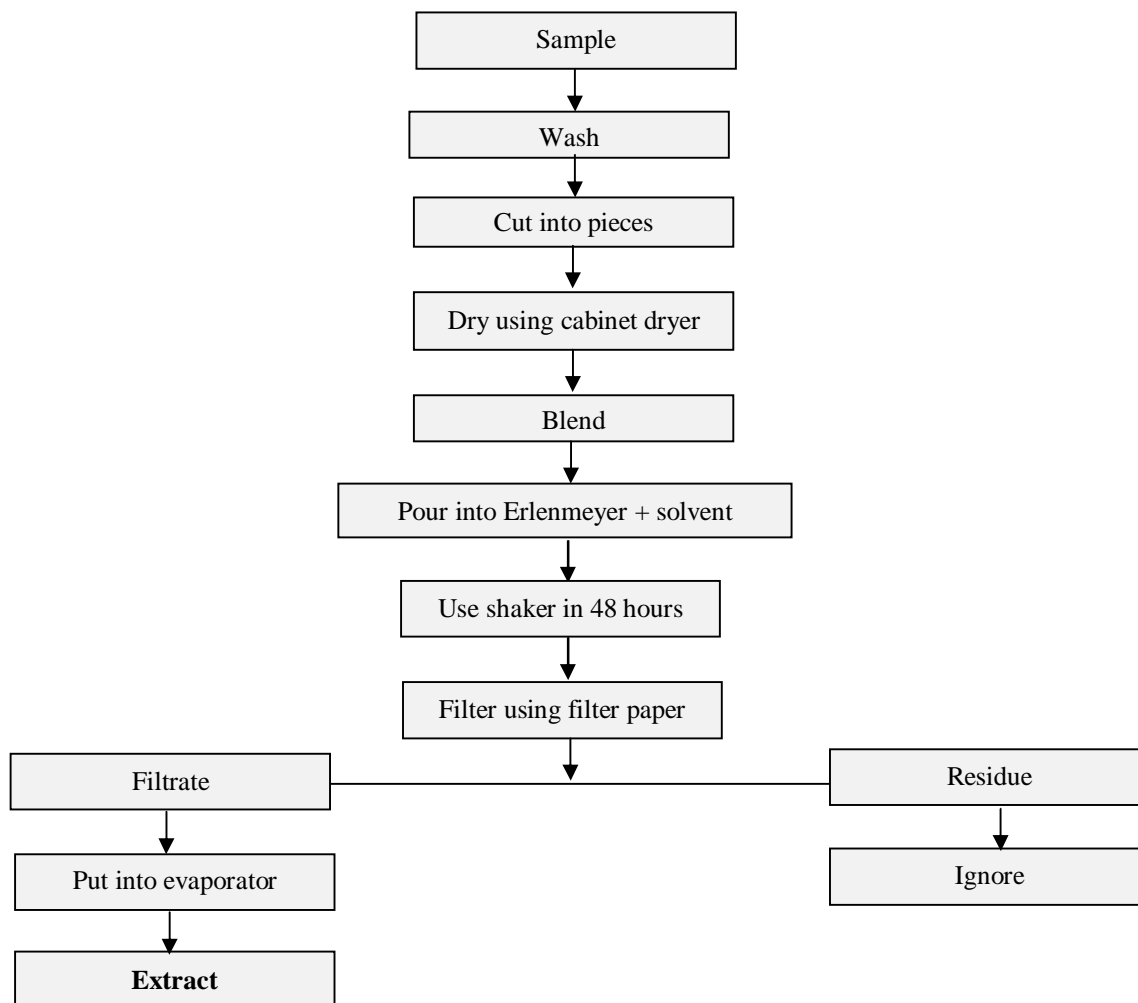 Sample
Wash
Cut into pieces
Dry using cabinet dryer
Blend
Pour into Erlenmeyer + solvent
Use shaker in 48 hours
Filter using filter paper
Filtrate
Residue
Put into evaporator
Ignore
Extract